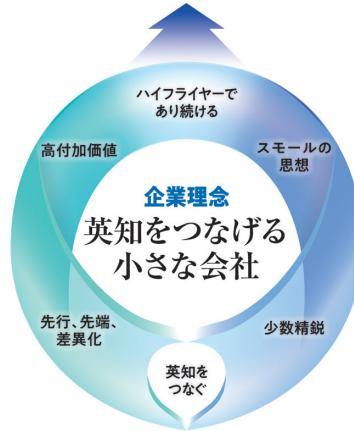 ハイフライヤーで
あり続ける
高付加価値
スモールの
思想
企業理念
英知をつなげる
小さな会社
先行、先端、
差異化
少数精鋭
英知を
つなぐ